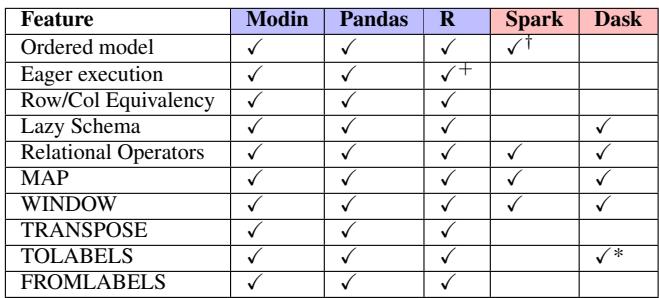 Feature Modin Pandas R Spark Dask
Ordered model ✓ ✓ ✓ ✓†
Eager execution ✓ ✓ ✓+
Row/Col Equivalency ✓ ✓ ✓
Lazy Schema ✓ ✓ ✓ ✓
Relational Operators ✓ ✓ ✓ ✓ ✓
MAP ✓ ✓ ✓ ✓ ✓
WINDOW ✓ ✓ ✓ ✓ ✓
TRANSPOSE ✓ ✓ ✓
TOLABELS ✓ ✓ ✓ ✓*
FROMLABELS ✓ ✓ ✓